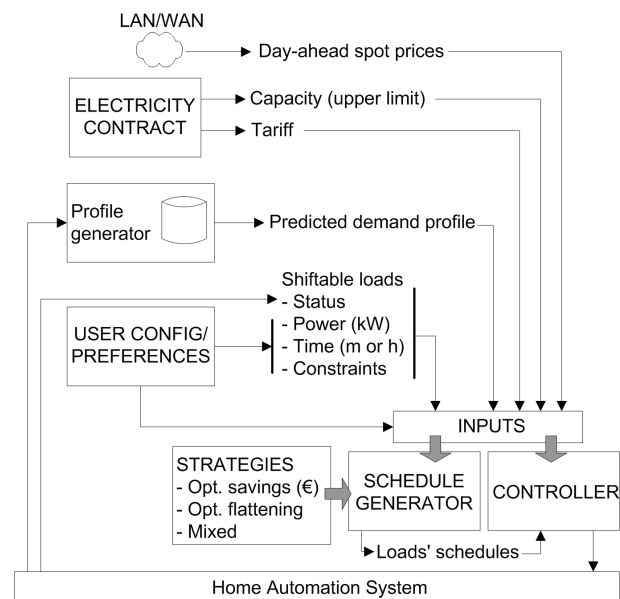 LAN/WAN
Day-ahead spot prices
ELECTRICITY
CONTRACT
Capacity (upper limit)
Tariff
Profile
generator
Predicted demand profile
Shiftable loads
- Status
- Power (kW)
- Time (m or h)
- Constraints
USER CONFIG/
PREFERENCES
INPUTS
STRATEGIES
- Opt. savings (€)
- Opt. flattening
- Mixed
SCHEDULE
GENERATOR
CONTROLLER
Loads' schedules
Home Automation System